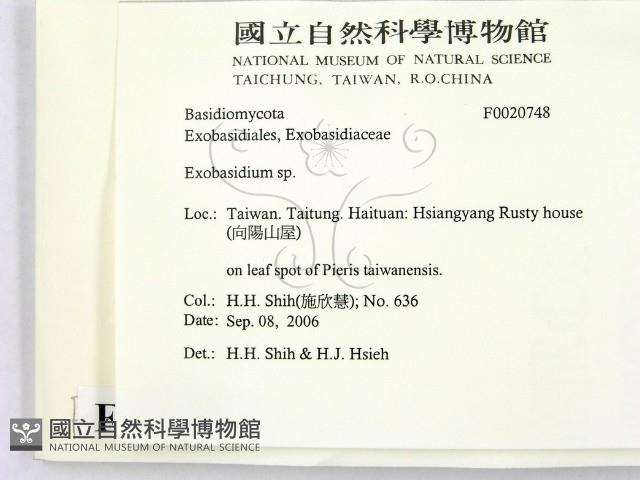 國立自然科學博物館
NATIONAL MUSEUM OF NATURAL SCIENCE
TAICHUNG, TAIWAN, R.O.CHINA
Basidiomycota F0020748
Exobasidiales, Exobasidiaceae
Exobasidium sp.
Loc.: Taiwan. Taitung. Haituan: Hsiangyang Rusty house
(向陽山屋)
on leaf spot of Pieris taiwanensis.
Col.: H.H. Shih(施欣慧); No. 636
Date: Sep. 08, 2006
Det.: H.H. Shih & H.J. Hsieh
國立自然科學博物館
NATIONAL MUSEUM OF NATURAL SCIENCE